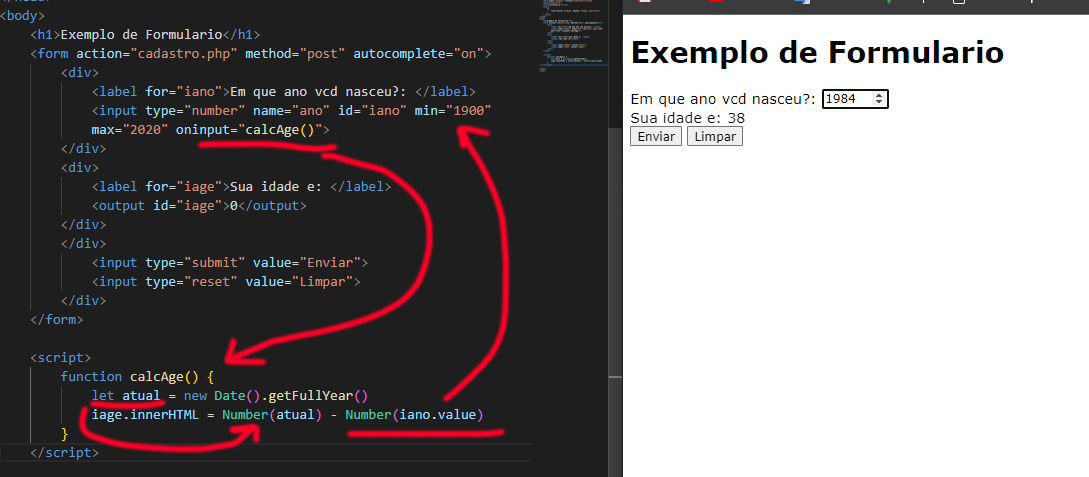 <body>
<h1>Exemplo de Formulario</h1>
<form action="cadastro.php" method="post" autocomplete="on">
<div>
<label for="iano">Em que ano vcd nasceu?: </label>
<input type="number" name="ano" id="iano" min="1900"
max="2020" oninput="calcAge()">
</div>
<div>
<label for="iage">Sua idade e: </label>
<output id="iage">0</output>
</div>
</div>
<input type="submit" value="Enviar">
<input type="reset" value="Limpar">
</div>
</form>
<script>
function calcAge() {
let atual = new Date().getFullYear()
iage.innerHTML = Number(atual) - Number(iano.value)
}
</script>
Exemplo de Formulario
Em que ano vcd nasceu?: 1984
Sua idade e: 38
Enviar Limpar